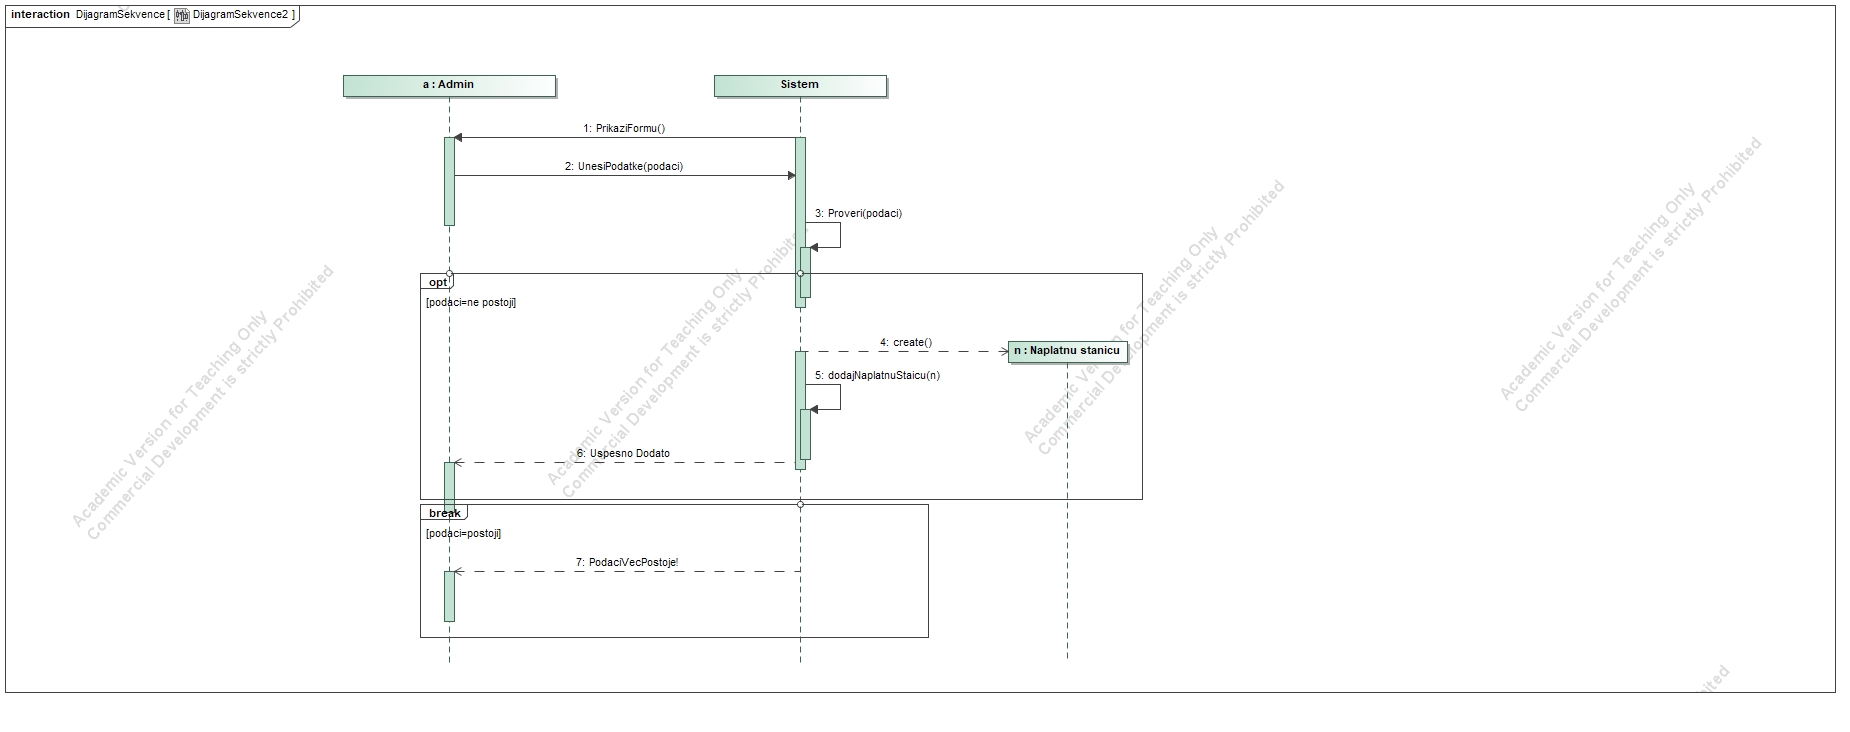 interaction DijagramSekvence [ DijagramSekvence2 ]
a : Admin
Sistem
1: PrikaziFormu()
2: UnesiPodatke(podaci)
3: Proveri(podaci)
opt
[podaci=ne postoji]
4: create()
n : Naplatnu stanicu
5: dodajNaplatnuStaicu(n)
6: Uspesno Dodato
break
[podaci=postoji]
7: PodaciVecPostoje!
Academic Version for Teaching Only
Commercial Development is strictly Prohibited
Academic Version for Teaching Only
Commercial Development is strictly Prohibited
Academic Version for Teaching Only
Commercial Development is strictly Prohibited
Academic Version for Teaching Only
Commercial Development is strictly Prohibited